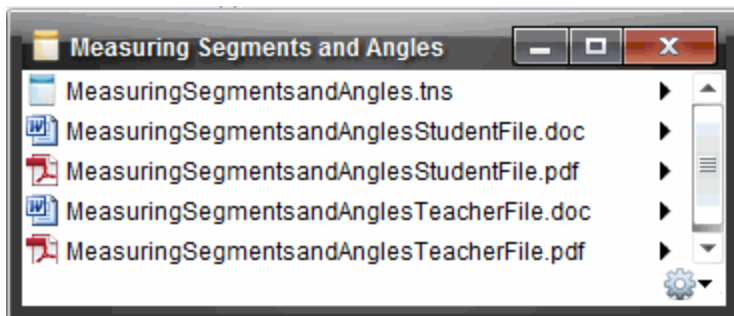 Measuring Segments and Angles
MeasuringSegmentsandAngles.tns
MeasuringSegmentsandAnglesStudentFile.doc
MeasuringSegmentsandAnglesStudentFile.pdf
MeasuringSegmentsandAnglesTeacherFile.doc
MeasuringSegmentsandAnglesTeacherFile.pdf